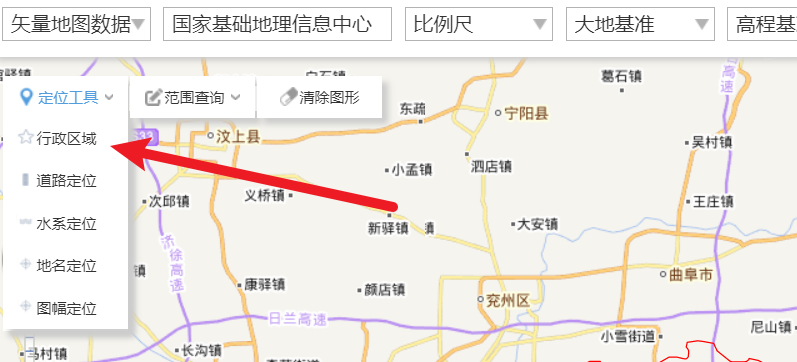 矢量地图数据
国家基础地理信息中心
比例尺
大地基准
高程基
定位工具
范围查询
清除图形
行政区域
道路定位
水系定位
地名定位
图幅定位
葛石镇
东疏
宁阳县
汶上县
吴村镇
小孟镇
泗店镇
次邱镇
义桥镇
王庄镇
新驿镇
大安镇
济徐高速
曲阜市
康驿镇
颜店镇
兖州区
日兰高速
尼山镇
小雪街道
马村镇
长沟镇
高速